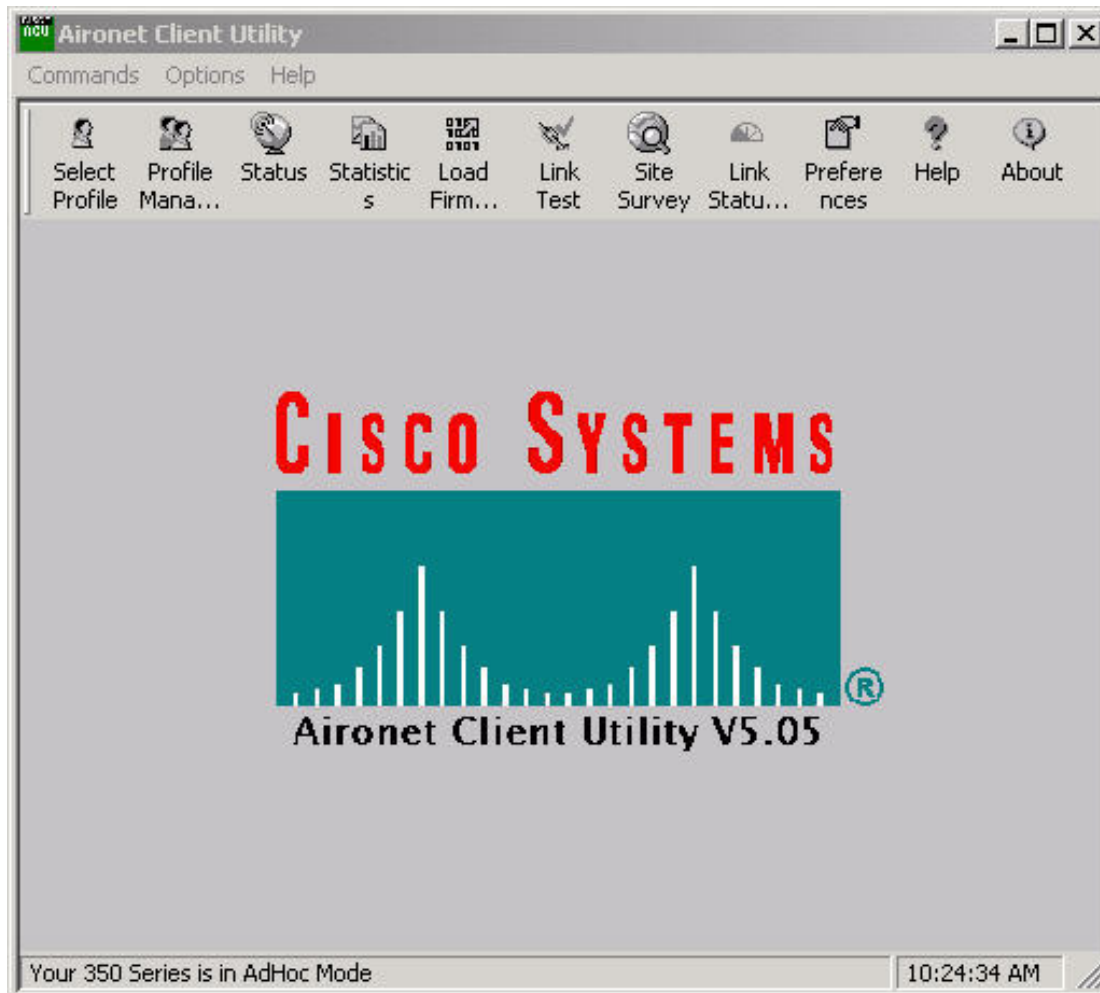 Aironet Client Utility
Commands Options Help
Select Profile Status Statistic Load Link Site Link Prefere Help About
Profile Mana... s Firm... Test Survey Statu... nces
CISCO SYSTEMS
®
Aironet Client Utility V5.05
Your 350 Series is in AdHoc Mode 10:24:34 AM